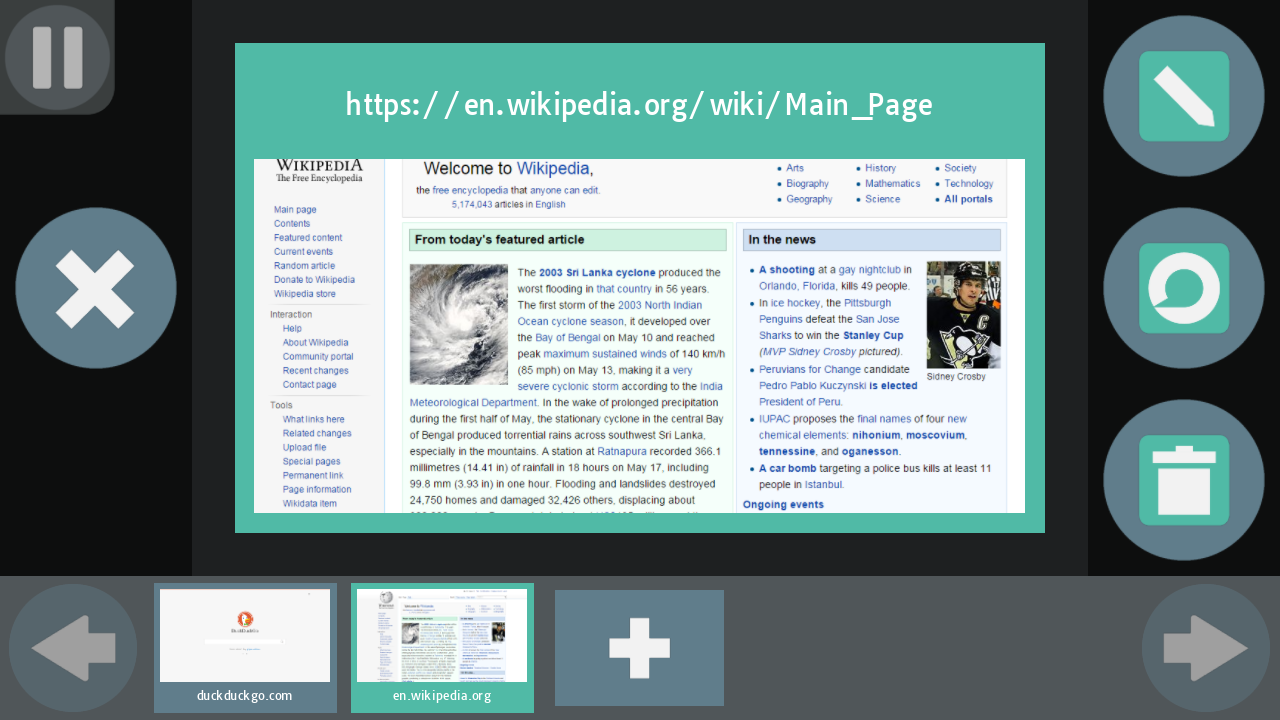 https://en.wikipedia.org/wiki/Main_Page
WIKIPEDIA
The Free Encyclopedia
Main page
Contents
Featured content
Current events
Random article
Donate to Wikipedia
Wikipedia store
Interaction
Help
About Wikipedia
Community portal
Recent changes
Contact page
Tools
What links here
Related changes
Upload file
Special pages
Permanent link
Page information
Wikidata item
Welcome to Wikipedia,
the free encyclopedia that anyone can edit.
5,174,043 articles in English
Arts
Biography
Geography
History
Mathematics
Science
Society
Technology
All portals
From today's featured article
The 2003 Sri Lanka cyclone produced the
worst flooding in that country in 56 years.
The first storm of the 2003 North Indian
Ocean cyclone season, it developed over
the Bay of Bengal on May 10 and reached
peak maximum sustained winds of 140 km/h
(85 mph) on May 13, making it a very
severe cyclonic storm according to the India
Meteorological Department. In the wake of prolonged precipitation
during the first half of May, the stationary cyclone in the central Bay
of Bengal produced torrential rains across southwest Sri Lanka,
especially in the mountains. A station at Ratnapura recorded 366.1
millimetres (14.41 in) of rainfall in 18 hours on May 17, including
99.8 mm (3.93 in) in one hour. Flooding and landslides destroyed
24,750 homes and damaged 32,426 others, displacing about
In the news
A shooting at a gay nightclub in
Orlando, Florida, kills 49 people.
In ice hockey, the Pittsburgh
Penguins defeat the San Jose
Sharks to win the Stanley Cup
(MVP Sidney Crosby pictured).
Peruvians for Change candidate
Pedro Pablo Kuczynski is elected
President of Peru.
IUPAC proposes the final names of four new
chemical elements: nihonium, moscovium,
tennessine, and oganesson.
A car bomb targeting a police bus kills at least 11
people in Istanbul.
Ongoing events
Sidney Crosby
duckduckgo.com
en.wikipedia.org